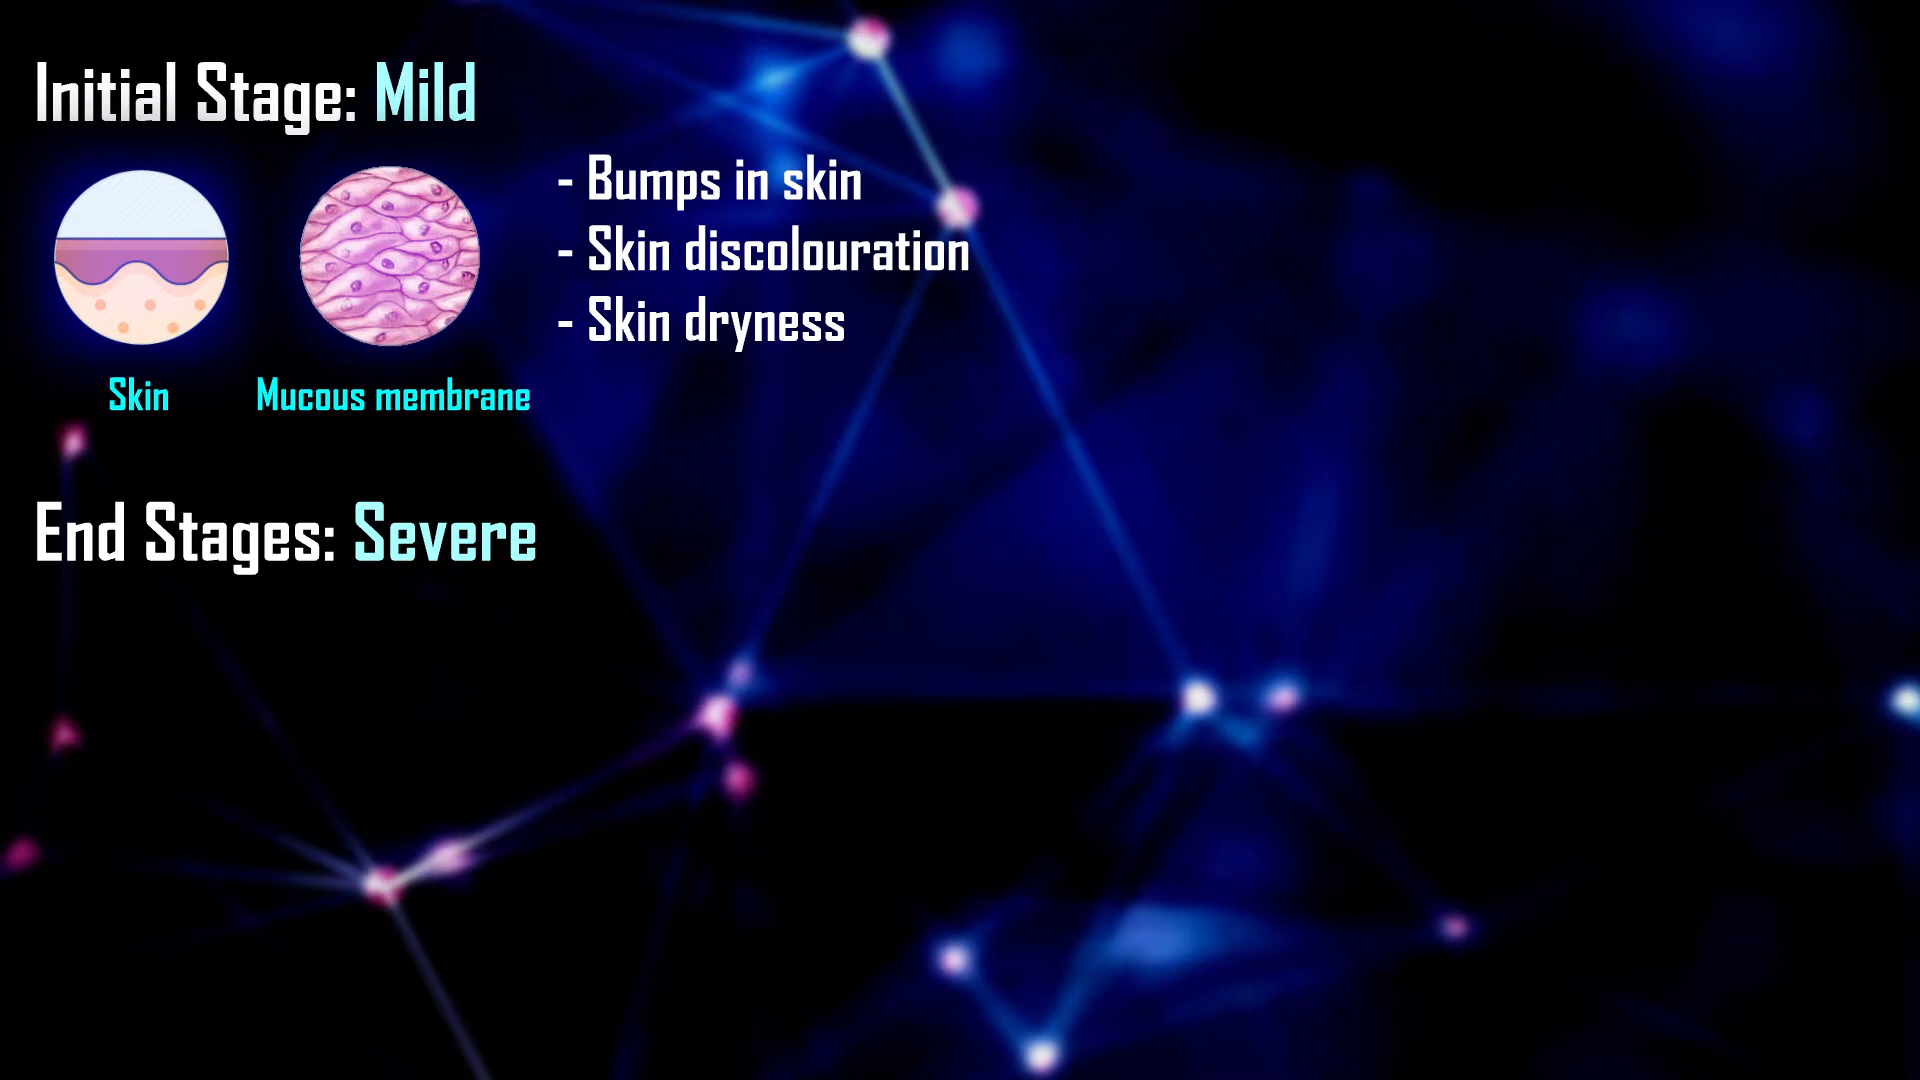 Initial Stage: Mild
- Bumps in skin
- Skin discolouration
- Skin dryness
Skin
Mucous membrane
End Stages: Severe